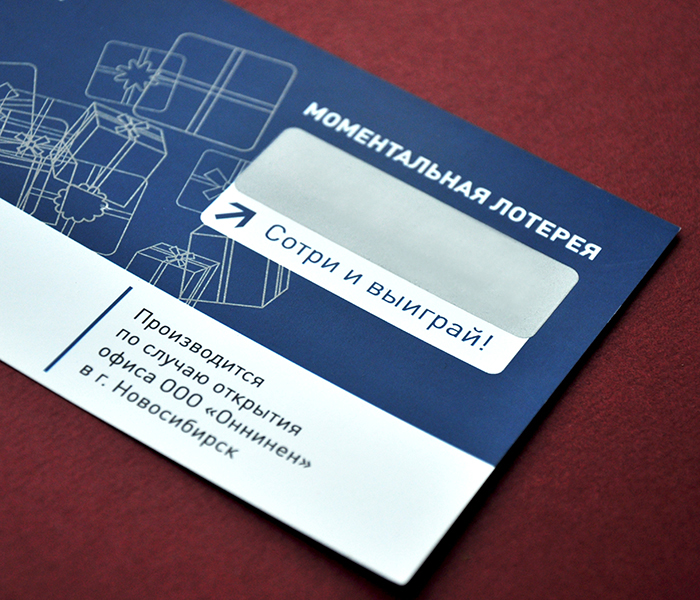 МОМЕНТАЛЬНАЯ ЛОТЕРЕЯ
Сотри и выиграй!
Производится
по случаю открытия
офиса ООО «Оннинен»
в г. Новосибирск